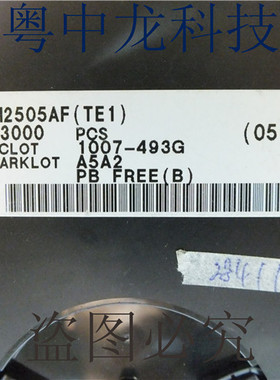 粤中龙科技
M2505AF(TE1)
3000 PCS (05
CLOT 1007-493G
ARKLOT A5A2
PB FREE(B)
盗图必究